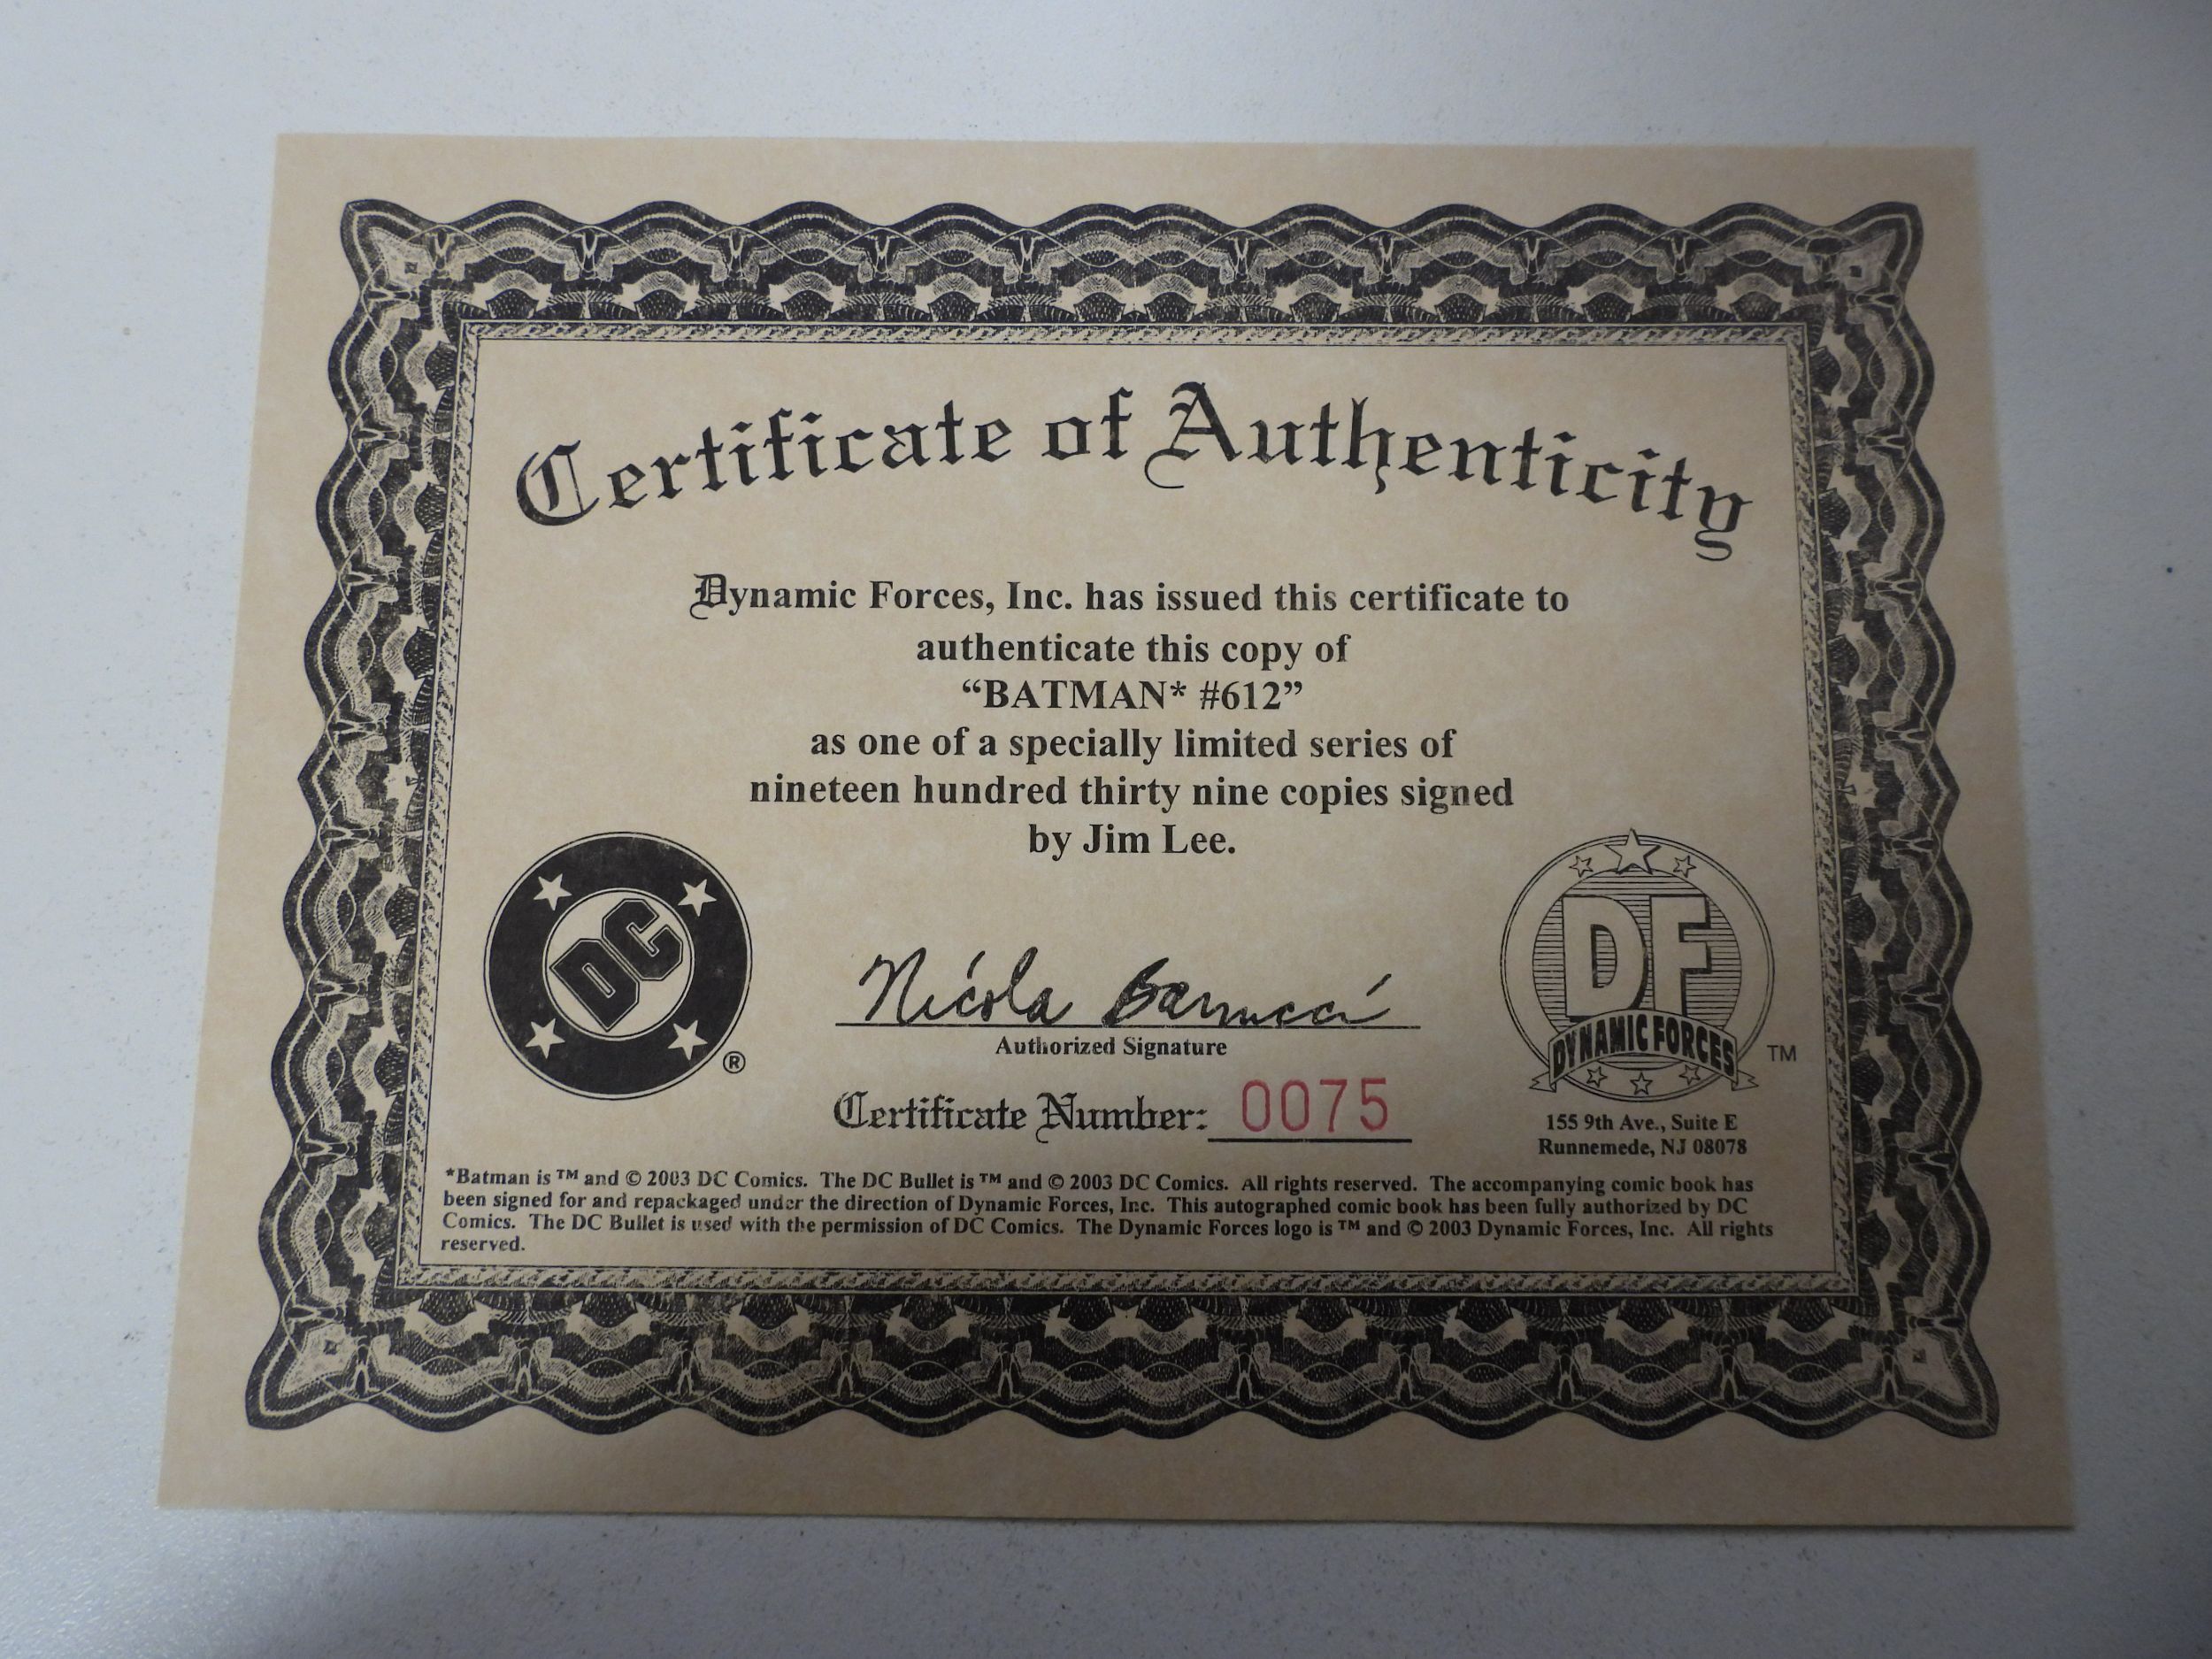 Certificate of Authenticity
Dynamic Forces, Inc. has issued this certificate to
authenticate this copy of
“BATMAN* #612”
as one of a specially limited series of
nineteen hundred thirty nine copies signed
by Jim Lee.
DC
®
Nicola Barrucci
Authorized Signature
Certificate Number: 0075
DF
DYNAMIC FORCES
TM
155 9th Ave., Suite E
Runnemede, NJ 08078
*Batman is ™ and © 2003 DC Comics. The DC Bullet is ™ and © 2003 DC Comics. All rights reserved. The accompanying comic book has
been signed for and repackaged under the direction of Dynamic Forces, Inc. This autographed comic book has been fully authorized by DC
Comics. The DC Bullet is used with the permission of DC Comics. The Dynamic Forces logo is ™ and © 2003 Dynamic Forces, Inc. All rights
reserved.